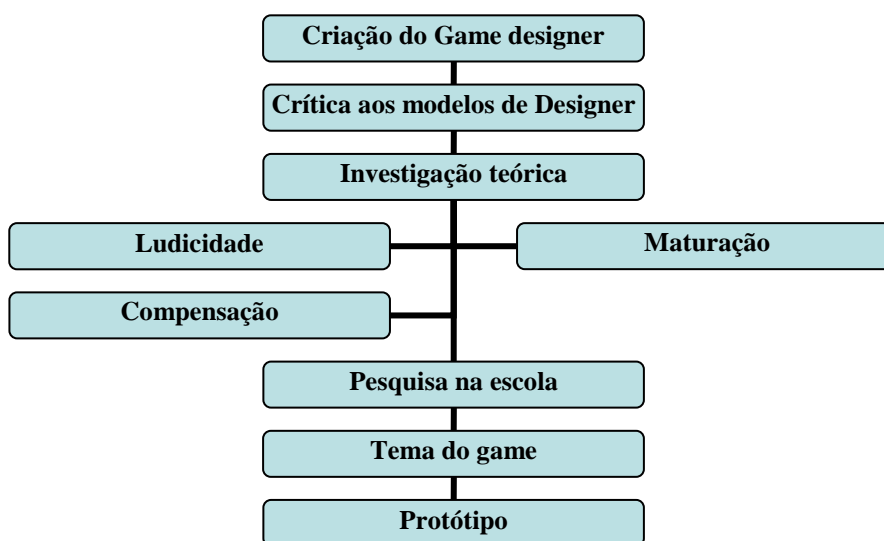 Criação do Game designer
Crítica aos modelos de Designer
Investigação teórica
Ludicidade
Maturação
Compensação
Pesquisa na escola
Tema do game
Protótipo